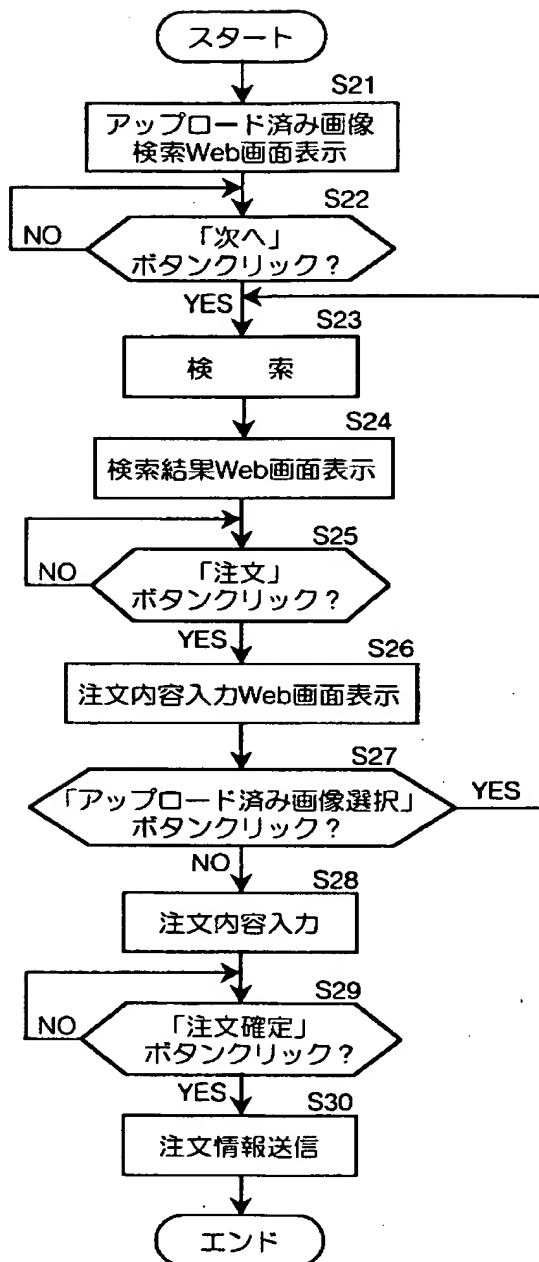 スタート
S21
アップロード済み画像
検索Web画面表示
S22
「次へ」
ボタンクリック？
NO
YES
S23
検　索
S24
検索結果Web画面表示
S25
「注文」
ボタンクリック？
NO
YES
S26
注文内容入力Web画面表示
S27
「アップロード済み画像選択」
ボタンクリック？
YES
NO
S28
注文内容入力
S29
「注文確定」
ボタンクリック？
NO
YES
S30
注文情報送信
エンド